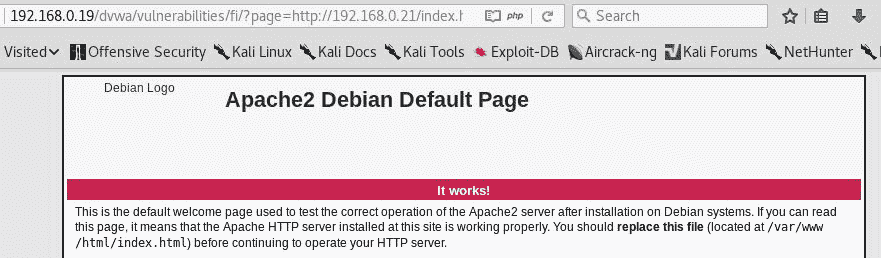 192.168.0.19/dvwa/vulnerabilities/fi/?page=http://192.168.0.21/index.h php Search
Visited Offensive Security Kali Linux Kali Docs Kali Tools Exploit-DB Aircrack-ng Kali Forums NetHunter
Debian Logo
Apache2 Debian Default Page
It works!
This is the default welcome page used to test the correct operation of the Apache2 server after installation on Debian systems. If you can read
this page, it means that the Apache HTTP server installed at this site is working properly. You should replace this file (located at /var/www
/html/index.html) before continuing to operate your HTTP server.